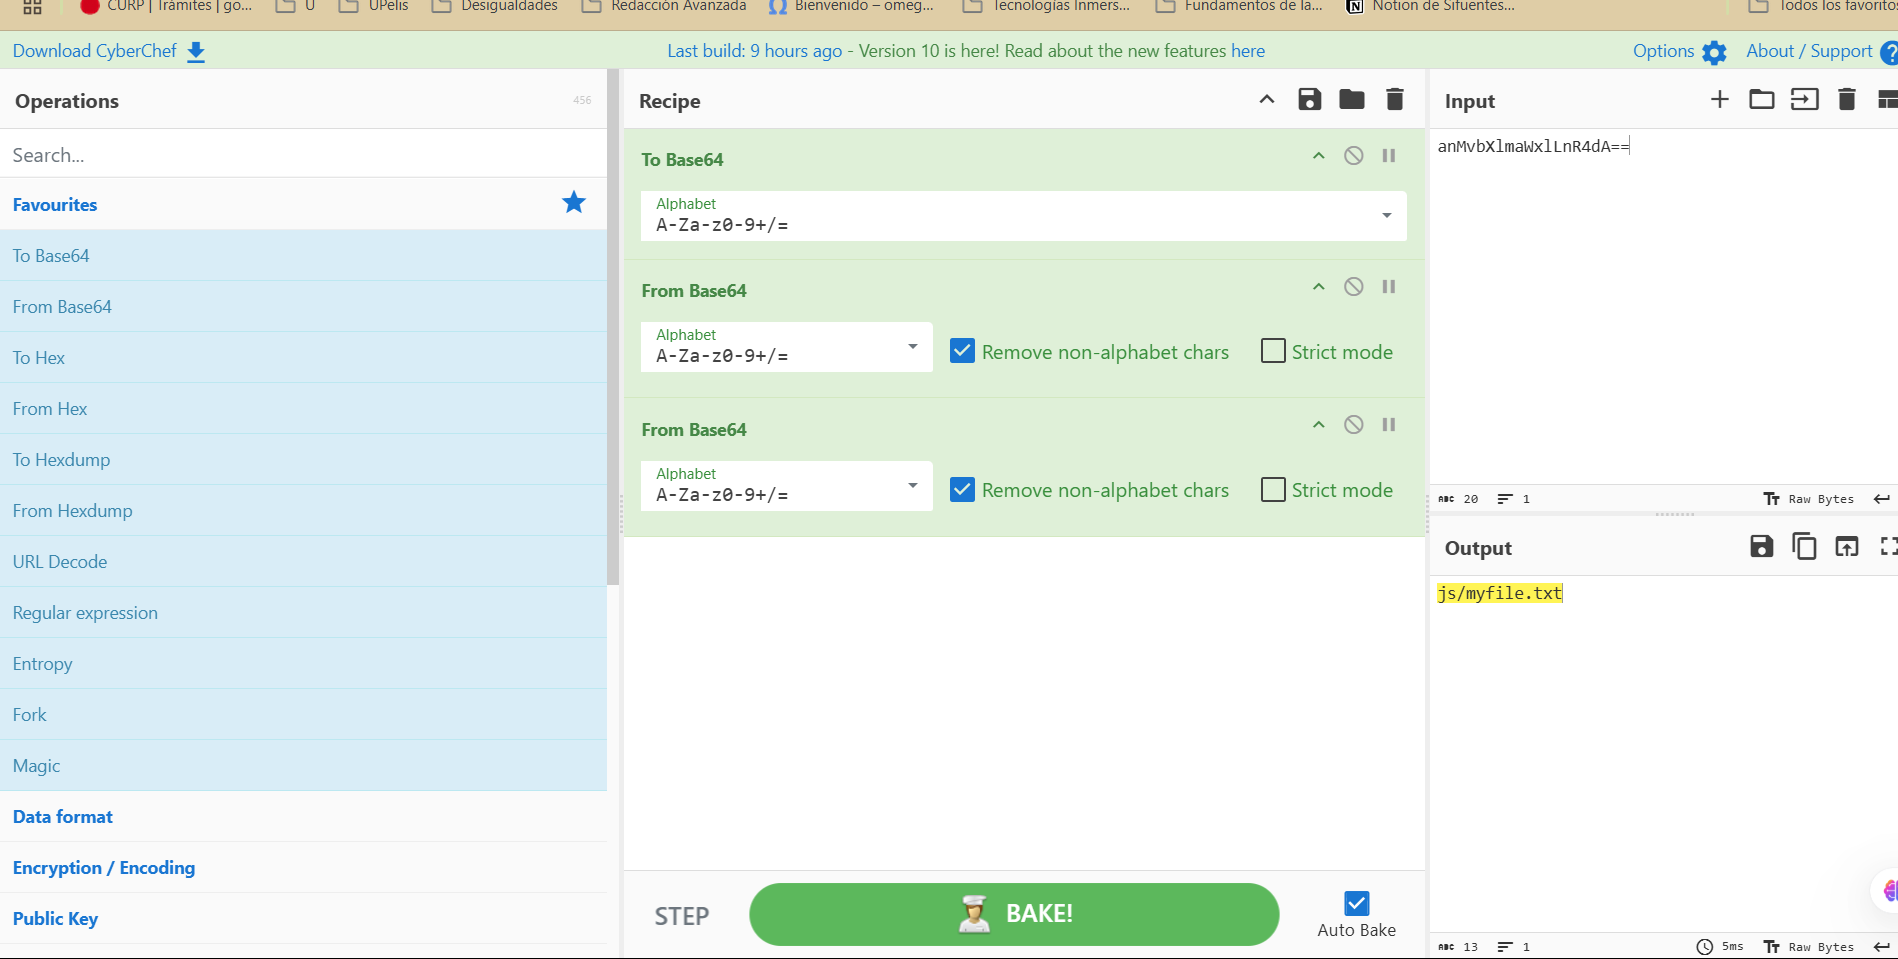 CURP | Trámites | go...
U
UPelis
Desigualdades
Redacción Avanzada
Bienvenido – omeg...
Tecnologías Inmers...
Fundamentos de la...
Notion de Sifuentes...
Todos los favoritos
Download CyberChef
Last build: 9 hours ago - Version 10 is here! Read about the new features here
Options
About / Support
Operations
456
Search...
Favourites
To Base64
From Base64
To Hex
From Hex
To Hexdump
From Hexdump
URL Decode
Regular expression
Entropy
Fork
Magic
Data format
Encryption / Encoding
Public Key
Recipe
To Base64
Alphabet
A-Za-z0-9+/=
From Base64
Alphabet
A-Za-z0-9+/=
Remove non-alphabet chars
Strict mode
From Base64
Alphabet
A-Za-z0-9+/=
Remove non-alphabet chars
Strict mode
STEP
BAKE!
Auto Bake
Input
anMvbXlmaWxlLnR4dA==
ABC 20
1
Tт Raw Bytes
Output
js/myfile.txt
ABC 13
1
5ms
Tт Raw Bytes